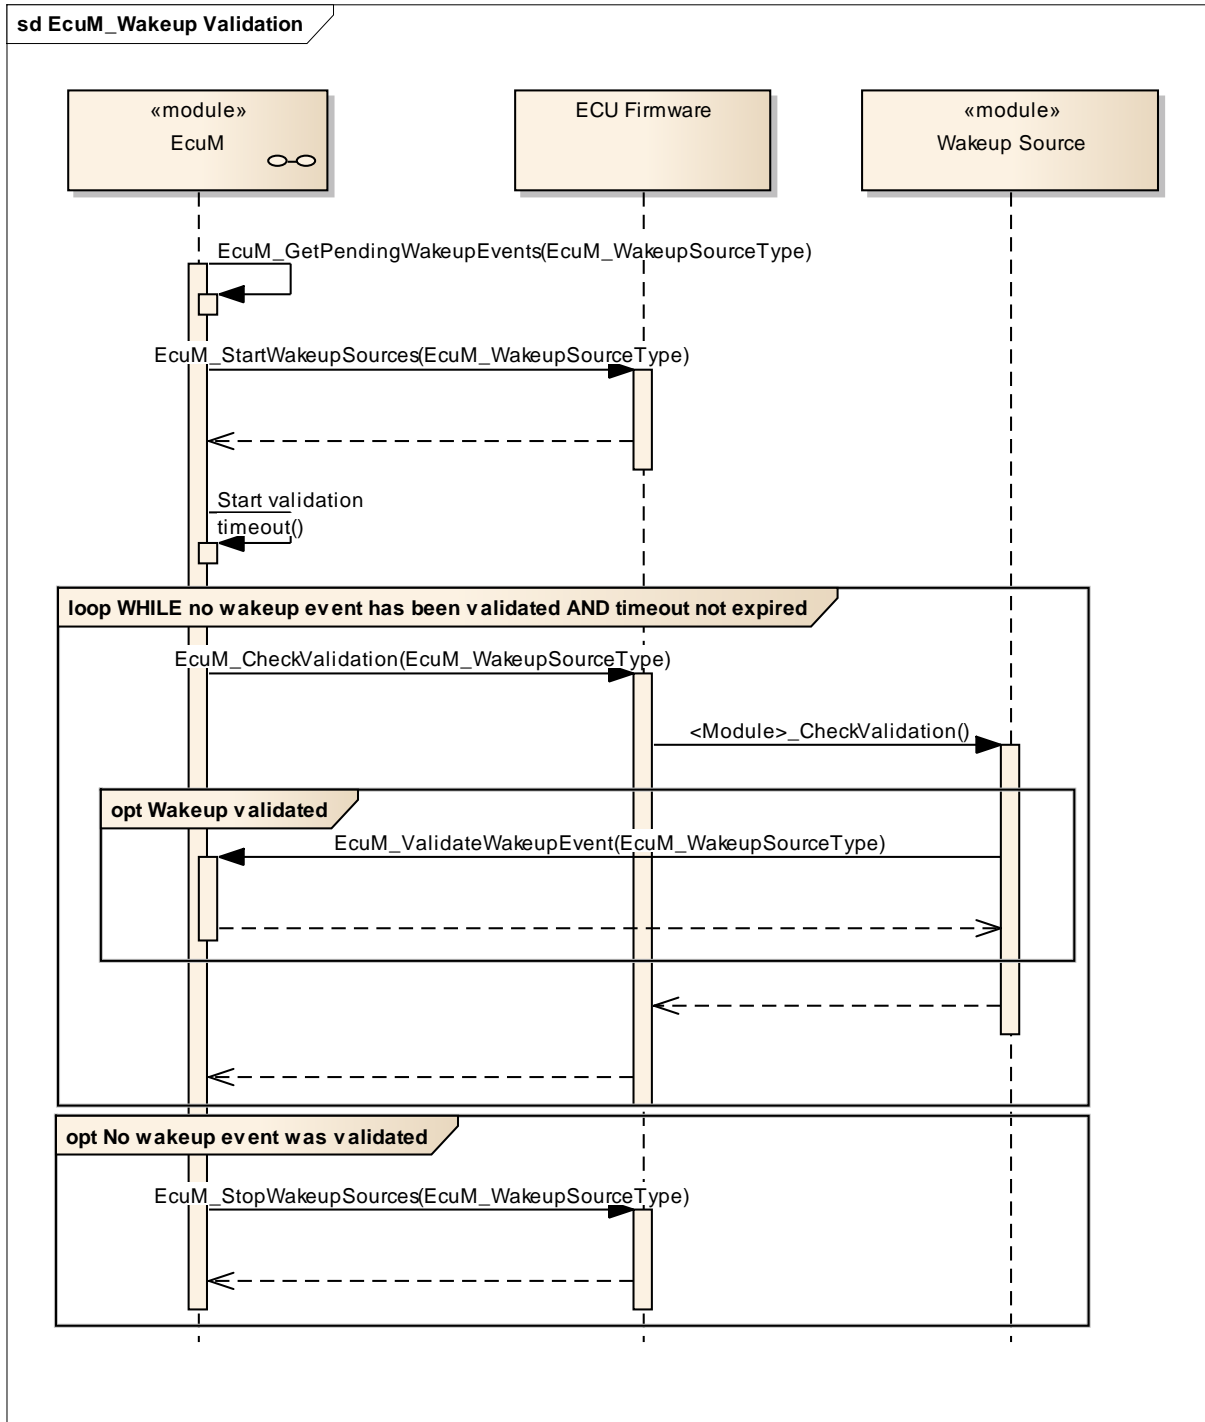 sd EcuM_Wakeup Validation
«module»
EcuM
ECU Firmware
«module»
Wakeup Source
EcuM_GetPendingWakeupEvents(EcuM_WakeupSourceType)
EcuM_StartWakeupSources(EcuM_WakeupSourceType)
Start validation
timeout()
loop WHILE no wakeup event has been validated AND timeout not expired
EcuM_CheckValidation(EcuM_WakeupSourceType)
<Module>_CheckValidation()
opt Wakeup validated
EcuM_ValidateWakeupEvent(EcuM_WakeupSourceType)
opt No wakeup event was validated
EcuM_StopWakeupSources(EcuM_WakeupSourceType)